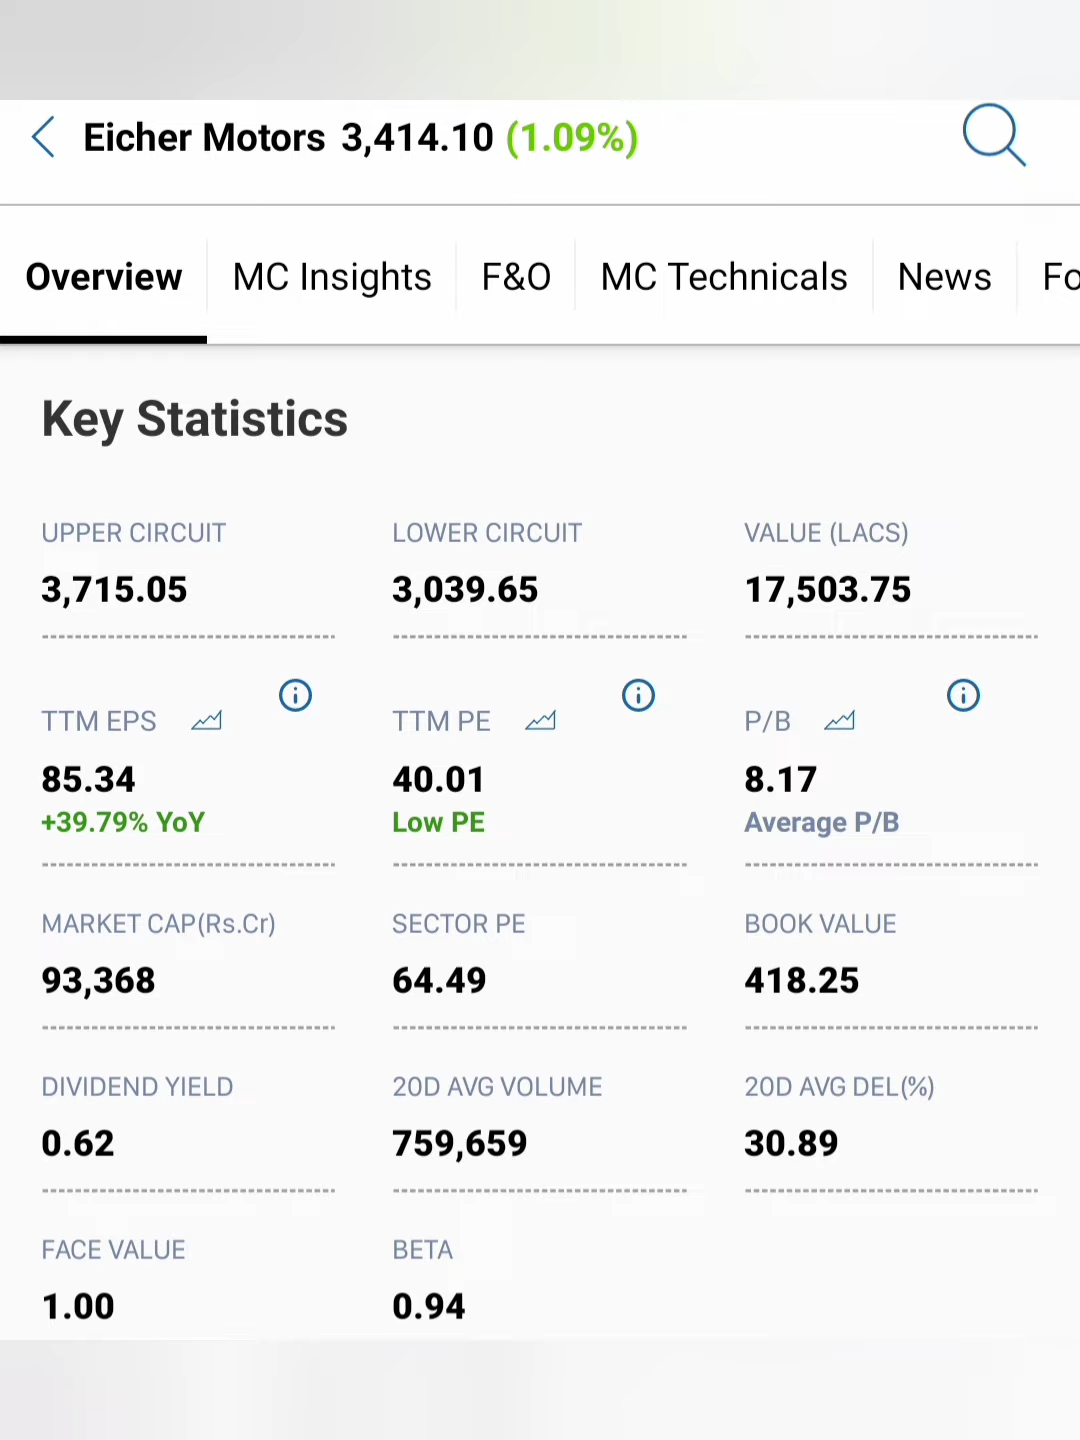 Eicher Motors 3,414.10 (1.09%)
Overview MC Insights F&O MC Technicals News Fo
Key Statistics
UPPER CIRCUIT LOWER CIRCUIT VALUE (LACS)
3,715.05 3,039.65 17,503.75
TTM EPS TTM PE P/B
85.34 40.01 8.17
+39.79% YoY Low PE Average P/B
MARKET CAP(Rs.Cr) SECTOR PE BOOK VALUE
93,368 64.49 418.25
DIVIDEND YIELD 20D AVG VOLUME 20D AVG DEL(%)
0.62 759,659 30.89
FACE VALUE BETA
1.00 0.94